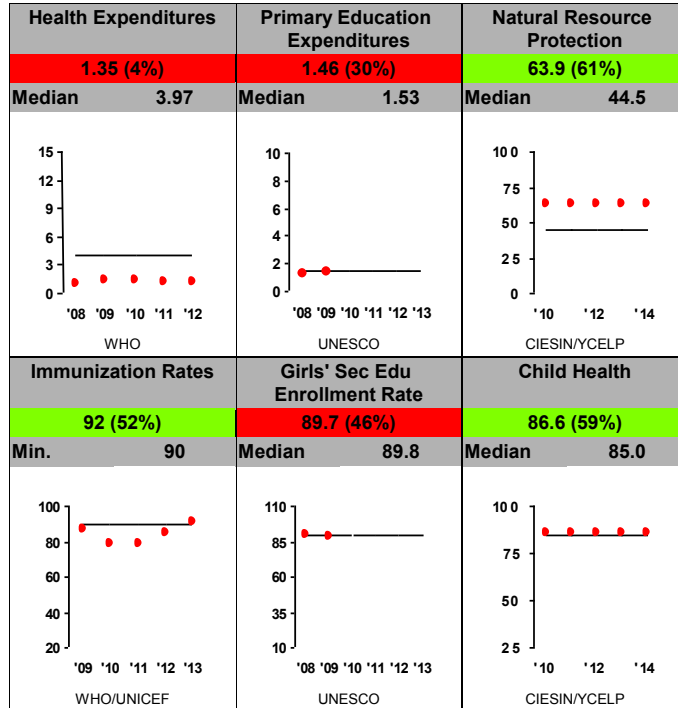 Health Expenditures
1.35 (4%)
Median 3.97
15
12
9
6
3
0
'08 '09 '10 '11 '12
WHO
Primary Education
Expenditures
1.46 (30%)
Median 1.53
10
8
6
4
2
0
'08 '09 '10 '11 '12 '13
UNESCO
Natural Resource
Protection
63.9 (61%)
Median 44.5
100
75
50
25
0
'10 '12 '14
CIESIN/YCELP
Immunization Rates
92 (52%)
Min. 90
100
80
60
40
20
'09 '10 '11 '12 '13
WHO/UNICEF
Girls' Sec Edu
Enrollment Rate
89.7 (46%)
Median 89.8
110
85
60
35
10
'08 '09 '10 '11 '12 '13
UNESCO
Child Health
86.6 (59%)
Median 85.0
100
75
50
25
'10 '12 '14
CIESIN/YCELP